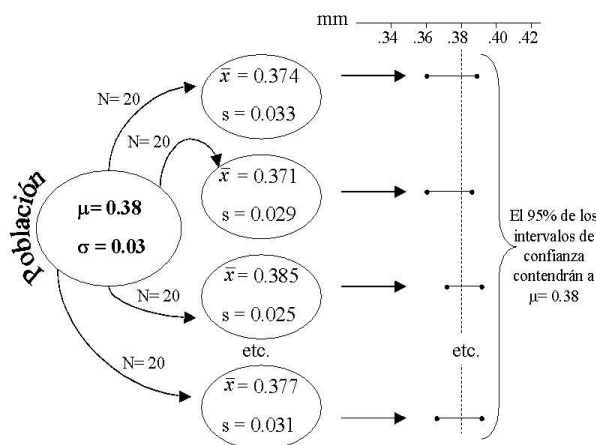 mm
.34 .36 .38 .40 .42
x̄ = 0.374
s = 0.033
N= 20
N= 20
x̄ = 0.371
s = 0.029
Población
μ= 0.38
σ = 0.03
El 95% de los
intervalos de
confianza
contendrán a
μ= 0.38
N= 20
x̄ = 0.385
s = 0.025
etc.
etc.
N= 20
x̄ = 0.377
s = 0.031